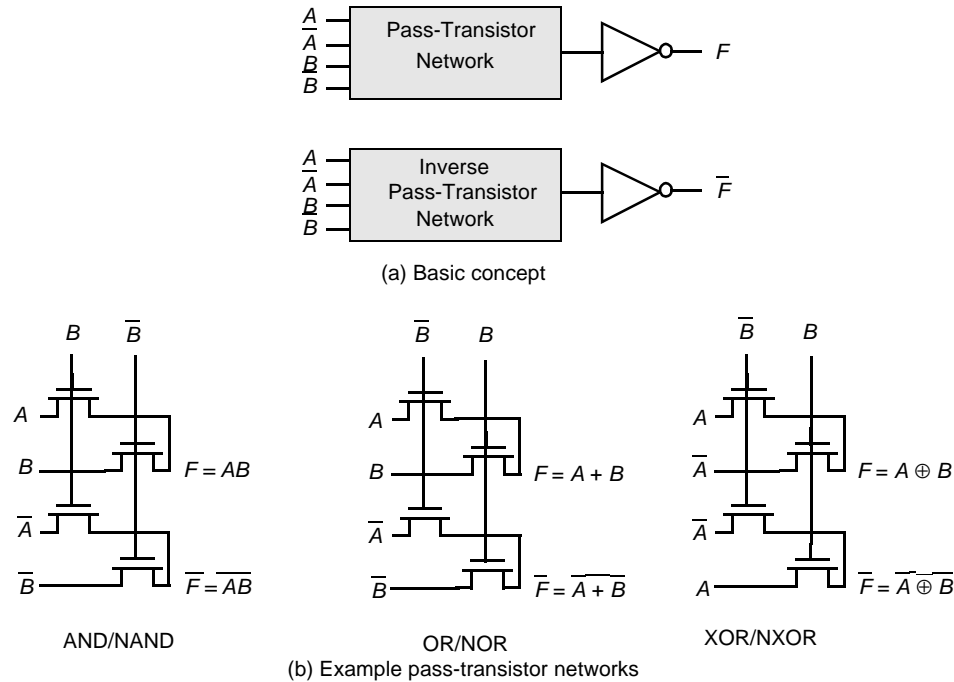 A
A̅
B
B̅
Pass-Transistor
Network
F
A
A̅
B
B̅
Inverse
Pass-Transistor
Network
F̅
(a) Basic concept
B B̅
A
B
F = AB
A̅
B̅
F̅ = A̅B̅
AND/NAND
B̅ B
A
B
F = A + B
A̅
B̅
F̅ = A̅ ̅+̅ ̅B̅
OR/NOR
B̅ B
A
A̅
F = A ⊕ B
A̅
A
F̅ = A̅ ̅⊕̅ ̅B̅
XOR/NXOR
(b) Example pass-transistor networks